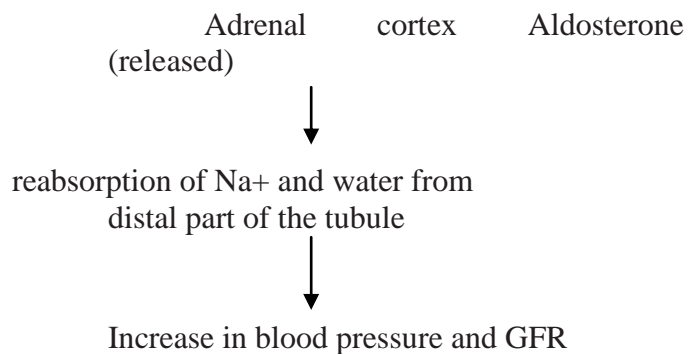 Adrenal cortex Aldosterone
(released)
reabsorption of Na+ and water from
distal part of the tubule
Increase in blood pressure and GFR